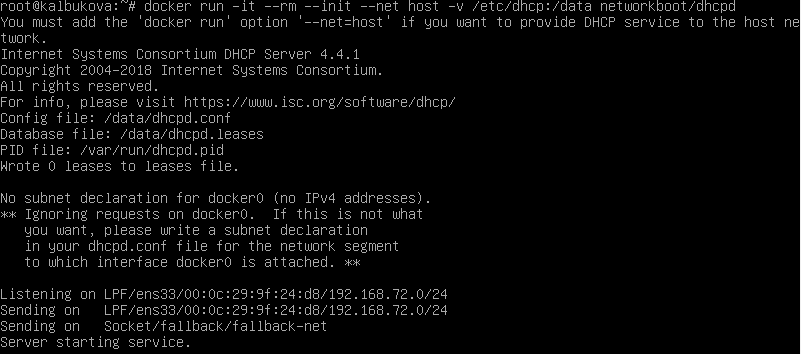 root@kalbukova:~# docker run -it --rm --init --net host -v /etc/dhcp:/data networkboot/dhcpd
You must add the 'docker run' option '--net=host' if you want to provide DHCP service to the host ne
twork.
Internet Systems Consortium DHCP Server 4.4.1
Copyright 2004-2018 Internet Systems Consortium.
All rights reserved.
For info, please visit https://www.isc.org/software/dhcp/
Config file: /data/dhcpd.conf
Database file: /data/dhcpd.leases
PID file: /var/run/dhcpd.pid
Wrote 0 leases to leases file.

No subnet declaration for docker0 (no IPv4 addresses).
** Ignoring requests on docker0.  If this is not what
   you want, please write a subnet declaration
   in your dhcpd.conf file for the network segment
   to which interface docker0 is attached. **

Listening on LPF/ens33/00:0c:29:9f:24:d8/192.168.72.0/24
Sending on   LPF/ens33/00:0c:29:9f:24:d8/192.168.72.0/24
Sending on   Socket/fallback/fallback-net
Server starting service.